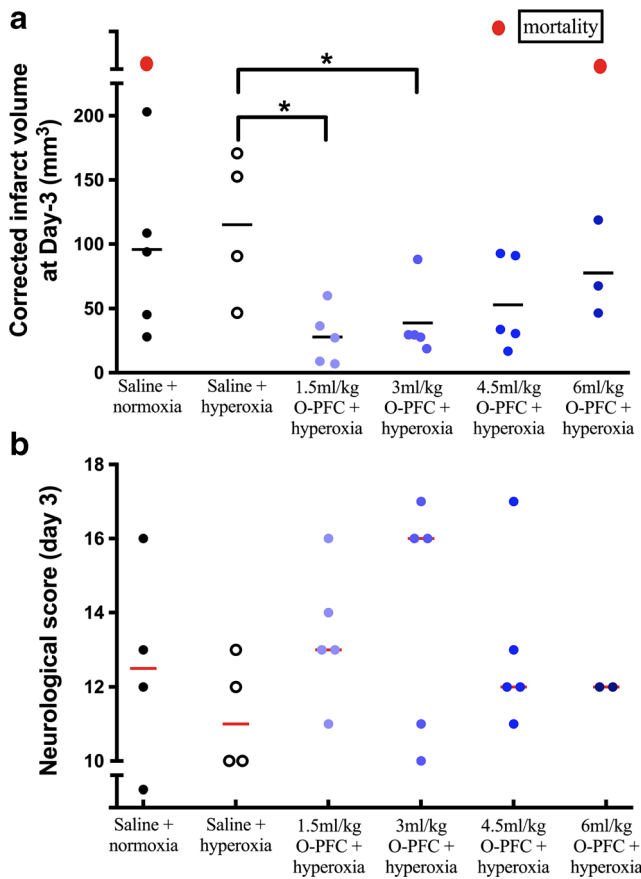 a
mortality
Corrected infarct volume
at Day-3 (mm³)
200
150
100
50
0
*
*
Saline +
normoxia
Saline +
hyperoxia
1.5ml/kg
O-PFC +
hyperoxia
3ml/kg
O-PFC +
hyperoxia
4.5ml/kg
O-PFC +
hyperoxia
6ml/kg
O-PFC +
hyperoxia
b
Neurological score (day 3)
18
16
14
12
10
Saline +
normoxia
Saline +
hyperoxia
1.5ml/kg
O-PFC +
hyperoxia
3ml/kg
O-PFC +
hyperoxia
4.5ml/kg
O-PFC +
hyperoxia
6ml/kg
O-PFC +
hyperoxia